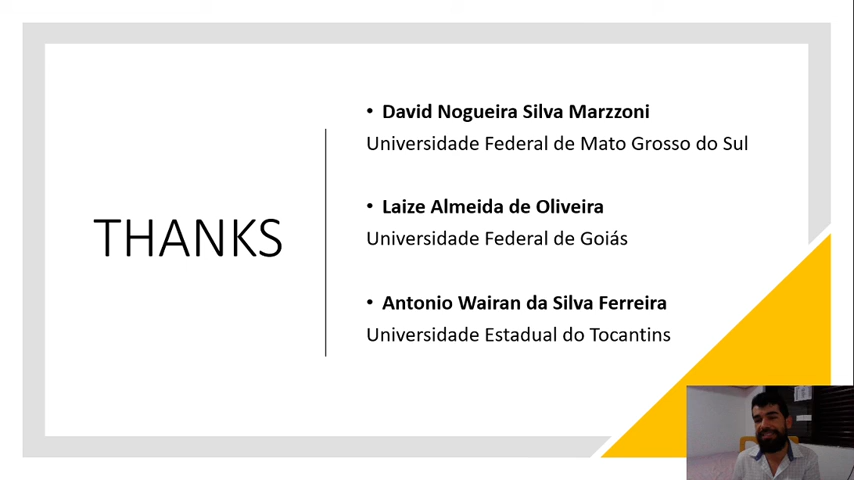 THANKS
• David Nogueira Silva Marzzoni
Universidade Federal de Mato Grosso do Sul
• Laize Almeida de Oliveira
Universidade Federal de Goiás
• Antonio Wairan da Silva Ferreira
Universidade Estadual do Tocantins